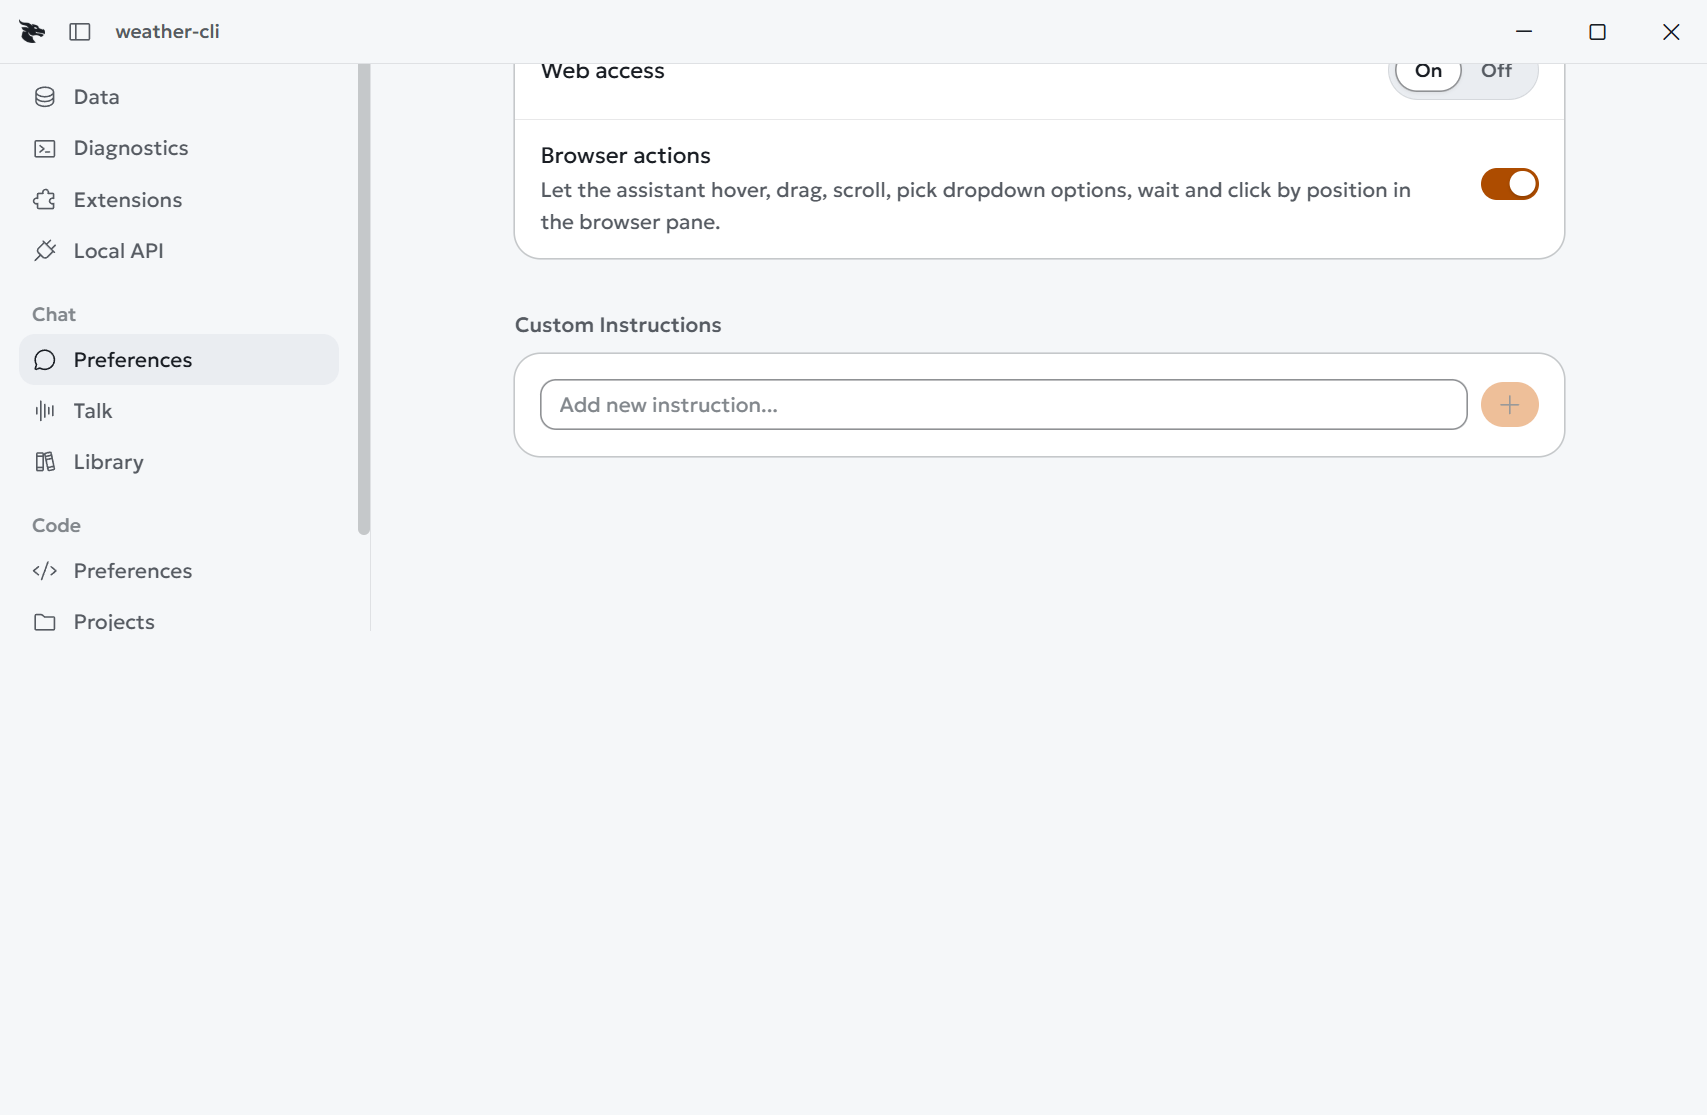 weather-cli
Data
Diagnostics
Extensions
Local API
Chat
Preferences
Talk
Library
Code
Preferences
Projects
Web access
On
Off
Browser actions
Let the assistant hover, drag, scroll, pick dropdown options, wait and click by position in
the browser pane.
Custom Instructions
Add new instruction...